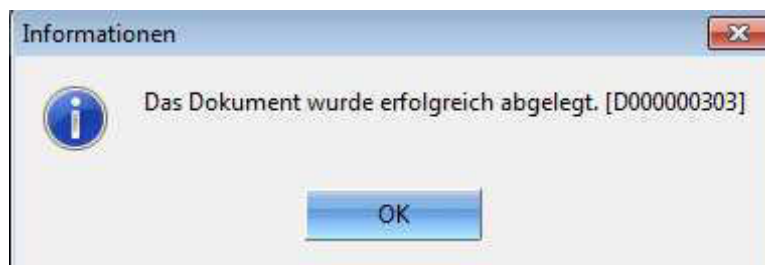 Informationen
Das Dokument wurde erfolgreich abgelegt. [D000000303]
OK